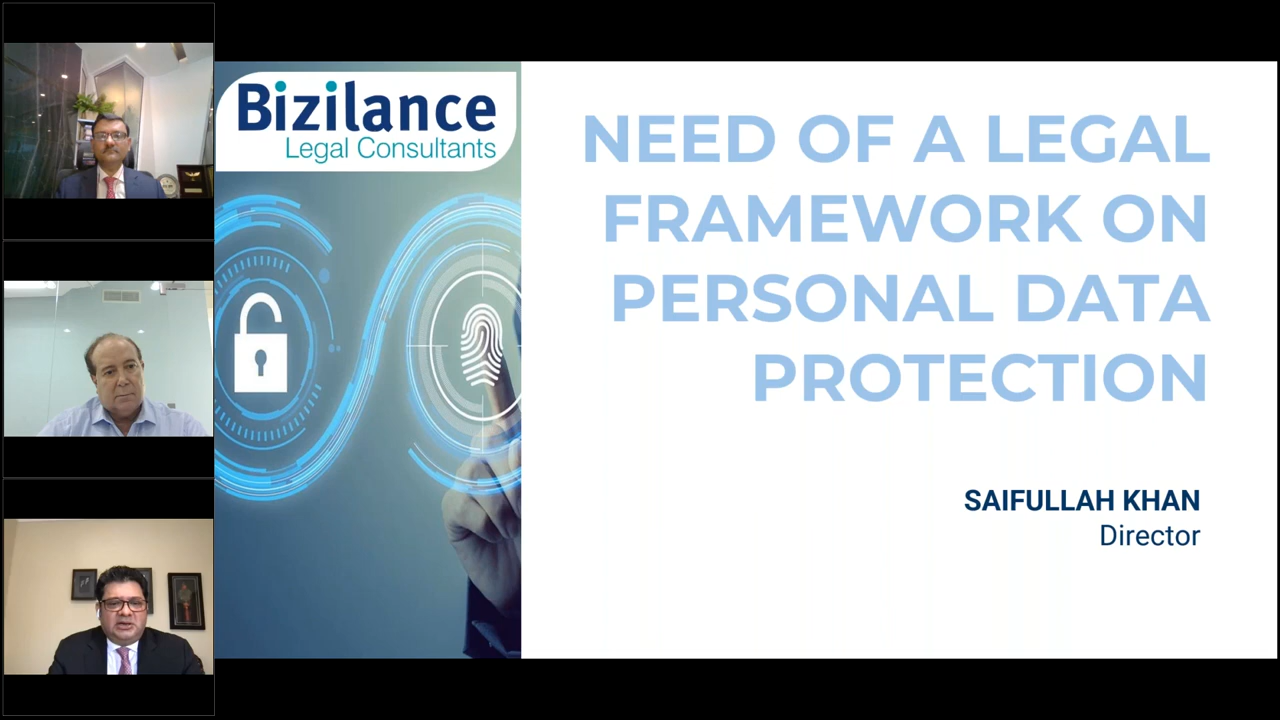 Bizilance
Legal Consultants
NEED OF A LEGAL
FRAMEWORK ON
PERSONAL DATA
PROTECTION
SAIFULLAH KHAN
Director